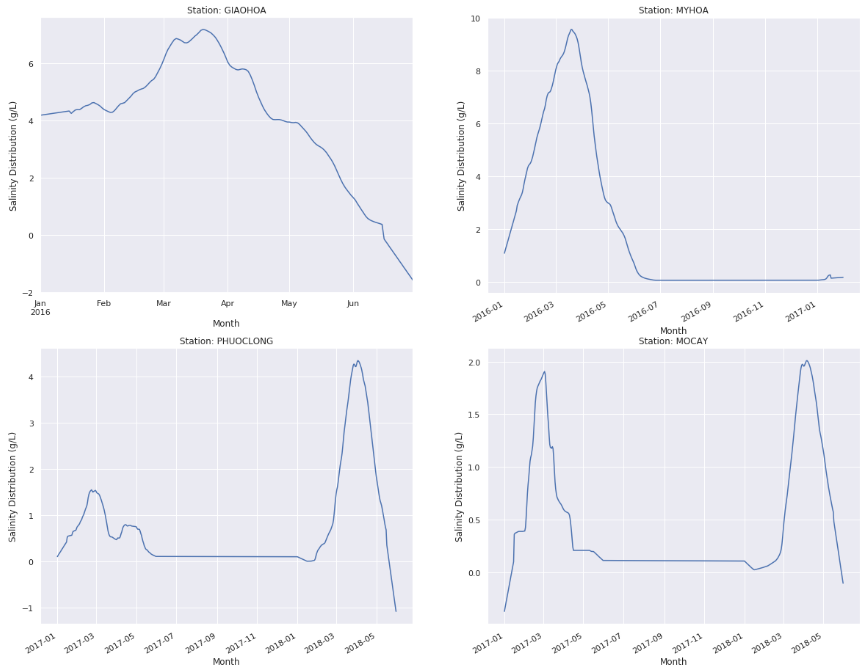 Station: GIAOHOA
Salinity Distribution (g/L)
6
4
2
0
−2
Jan
2016
Feb
Mar
Apr
May
Jun
Month
Station: MYHOA
Salinity Distribution (g/L)
10
8
6
4
2
0
2016-01
2016-03
2016-05
2016-07
2016-09
2016-11
2017-01
Month
Station: PHUOCLONG
Salinity Distribution (g/L)
4
3
2
1
0
−1
2017-01
2017-03
2017-05
2017-07
2017-09
2017-11
2018-01
2018-03
2018-05
Month
Station: MOCAY
Salinity Distribution (g/L)
2.0
1.5
1.0
0.5
0.0
2017-01
2017-03
2017-05
2017-07
2017-09
2017-11
2018-01
2018-03
2018-05
Month